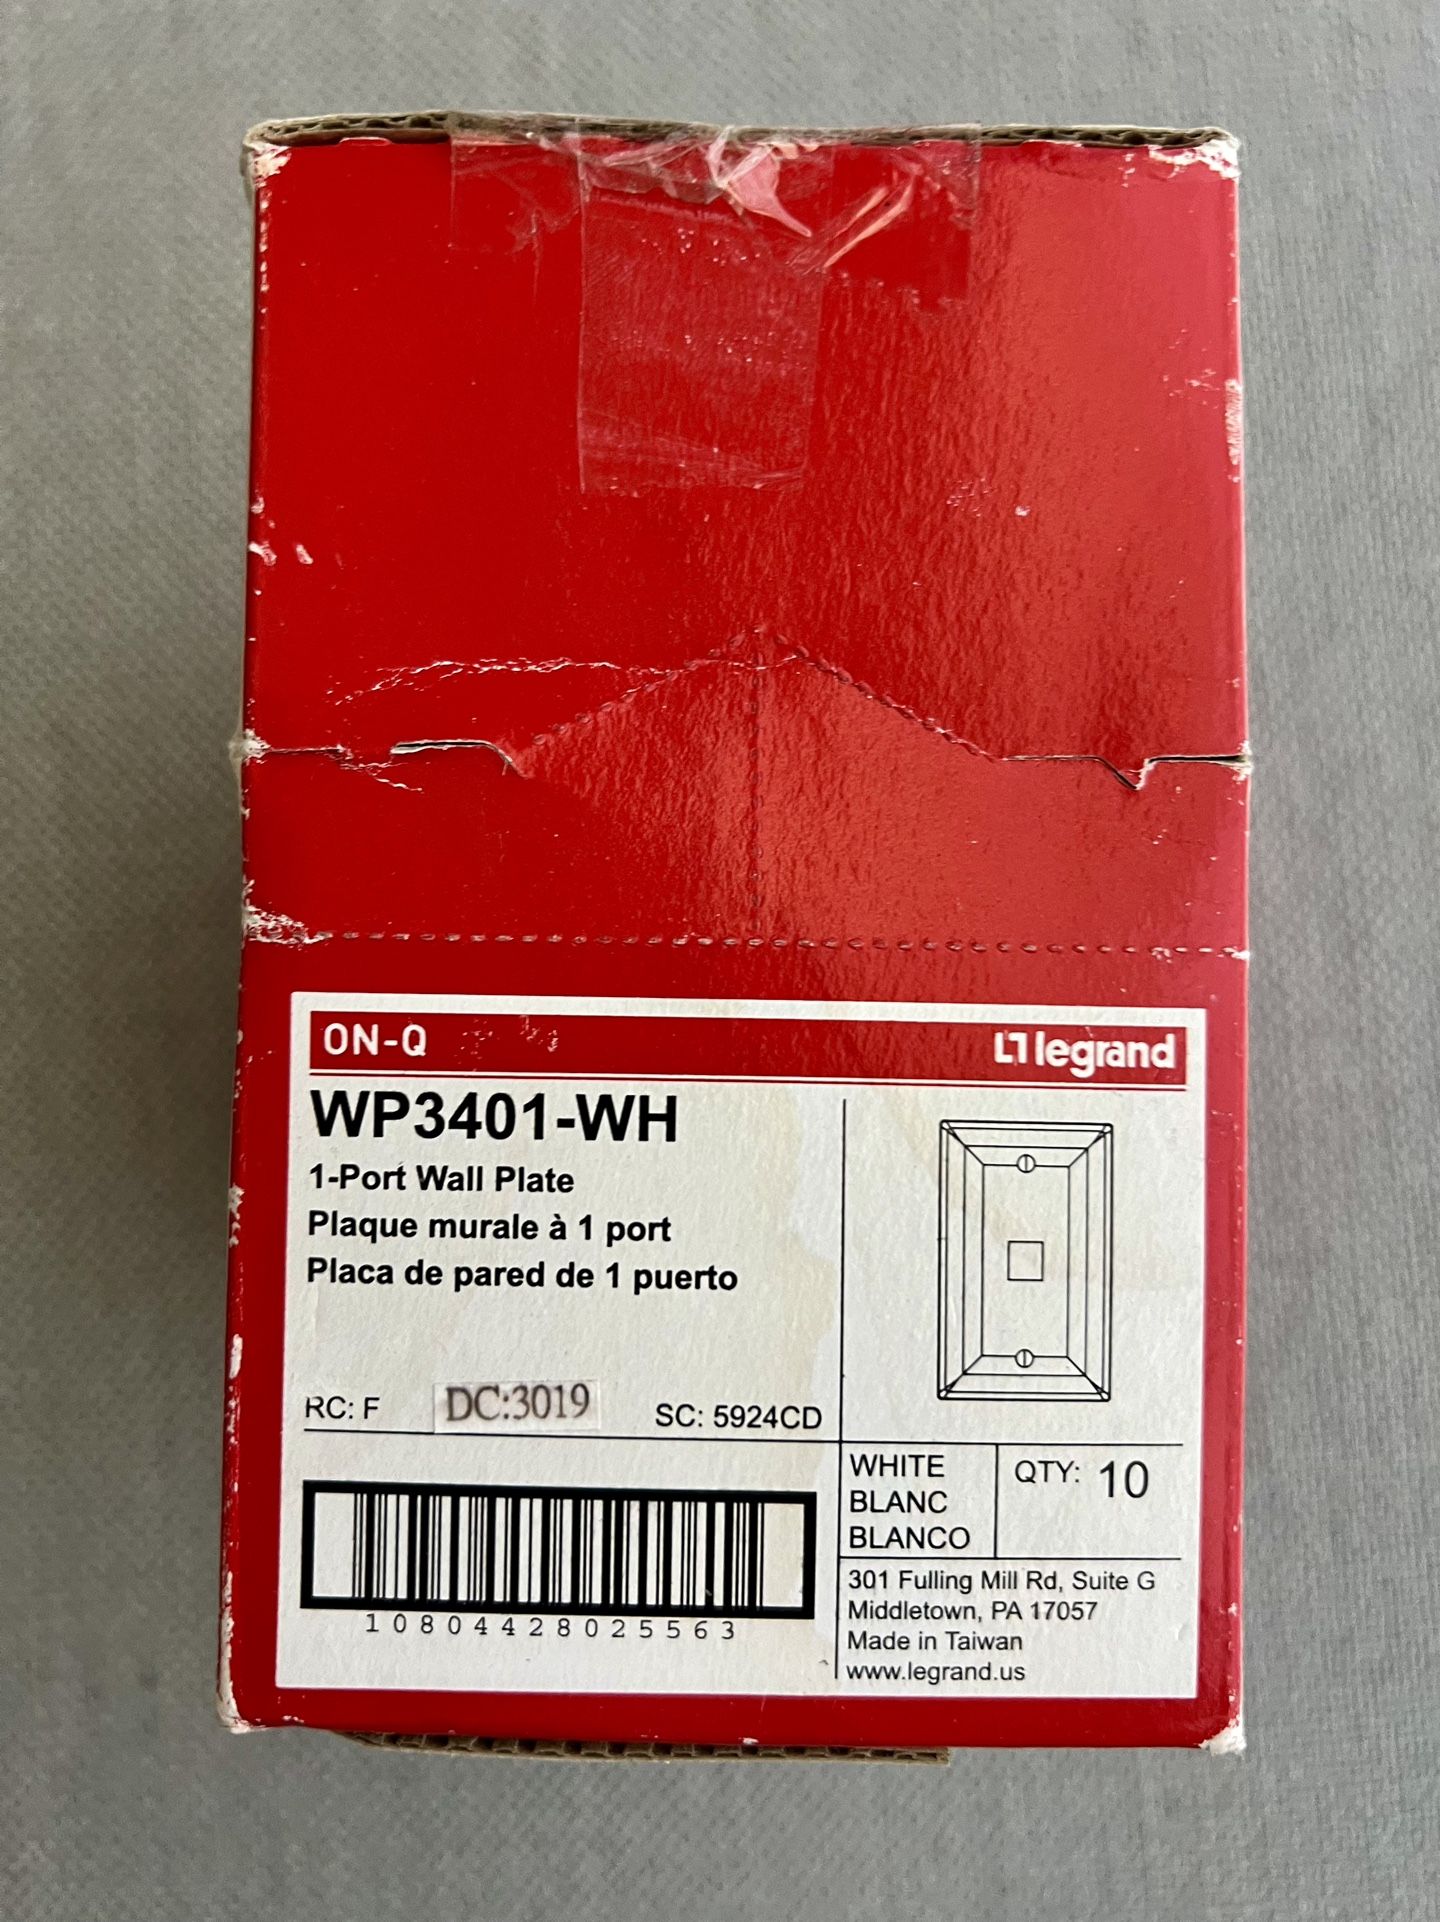 ON-Q
legrand
WP3401-WH
1-Port Wall Plate
Plaque murale à 1 port
Placa de pared de 1 puerto
RC: F
DC:3019
SC: 5924CD
10804428025563
WHITE
BLANC
BLANCO
QTY: 10
301 Fulling Mill Rd, Suite G
Middletown, PA 17057
Made in Taiwan
www.legrand.us